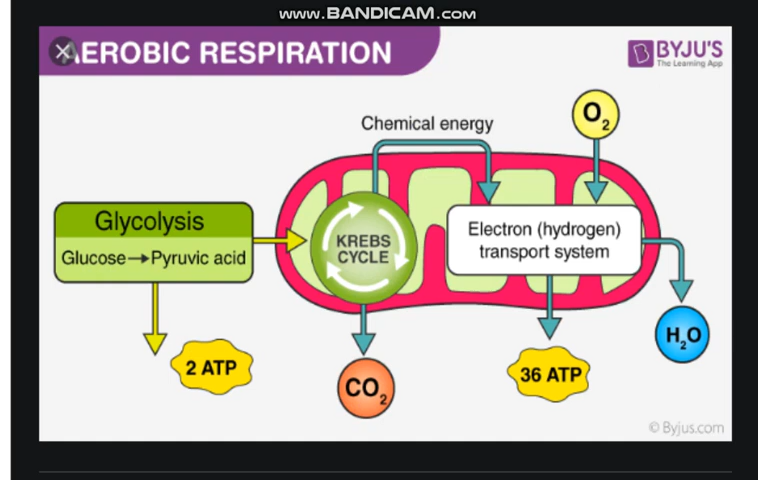 www.BANDICAM.com
AEROBIC RESPIRATION
BYJU'S
The Learning App
Chemical energy
O2
Glycolysis
Glucose→Pyruvic acid
KREBS
CYCLE
Electron (hydrogen)
transport system
2 ATP
CO2
36 ATP
H2O
© Byjus.com